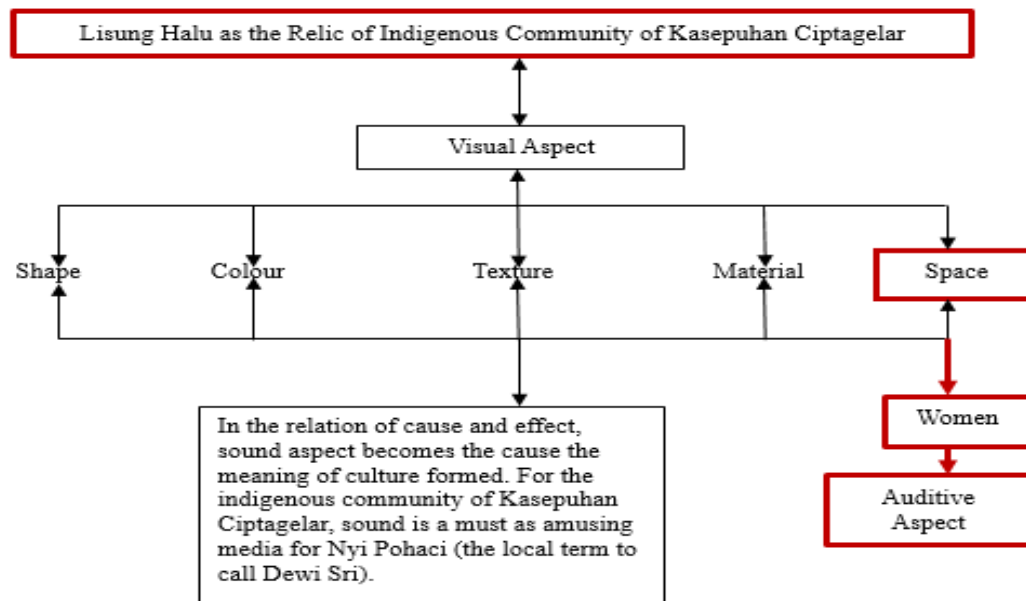 Lisung Halu as the Relic of Indigenous Community of Kasepuhan Ciptagelar
Visual Aspect
Shape
Colour
Texture
Material
Space
In the relation of cause and effect,
sound aspect becomes the cause the
meaning of culture formed. For the
indigenous community of Kasepuhan
Ciptagelar, sound is a must as amusing
media for Nyi Pohaci (the local term to
call Dewi Sri).
Women
Auditive
Aspect